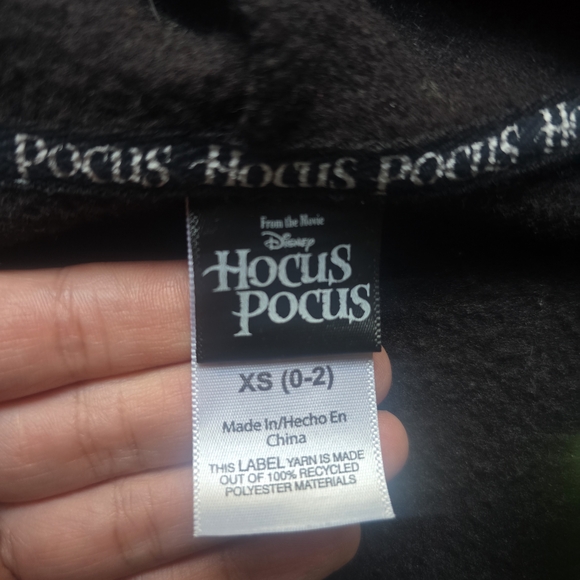 POCUS HOCUS POCUS HO
From the Movie
Disney
HOCUS
POCUS
XS (0-2)
Made In/Hecho En
China
THIS LABEL YARN IS MADE
OUT OF 100% RECYCLED
POLYESTER MATERIALS